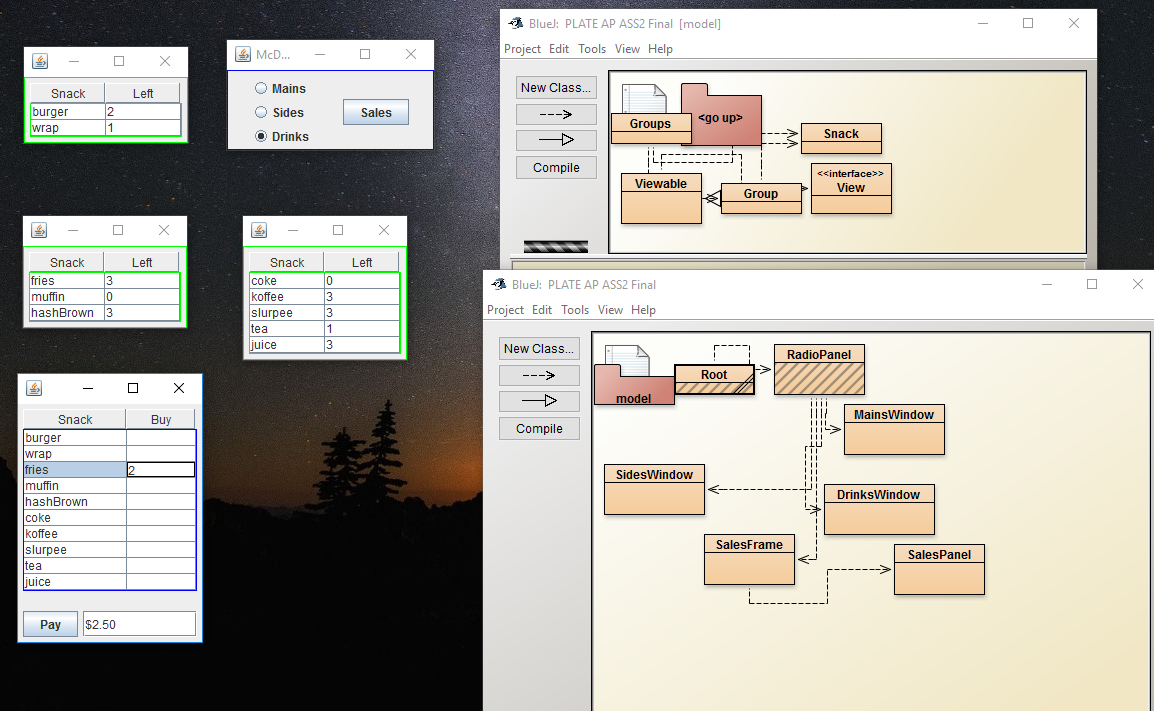 Snack Left
burger 2
wrap 1
McD...
Mains
Sides
Drinks
Sales
Snack Left
fries 3
muffin 0
hashBrown 3
Snack Left
coke 0
koffee 3
slurpee 3
tea 1
juice 3
Snack Buy
burger
wrap
fries 2
muffin
hashBrown
coke
koffee
slurpee
tea
juice
Pay $2.50
BlueJ: PLATE AP ASS2 Final [model]
Project Edit Tools View Help
New Class...
Compile
Groups
<go up>
Snack
Viewable
Group
<<interface>>
View
BlueJ: PLATE AP ASS2 Final
Project Edit Tools View Help
New Class...
Compile
model
Root
RadioPanel
MainsWindow
SidesWindow
DrinksWindow
SalesFrame
SalesPanel